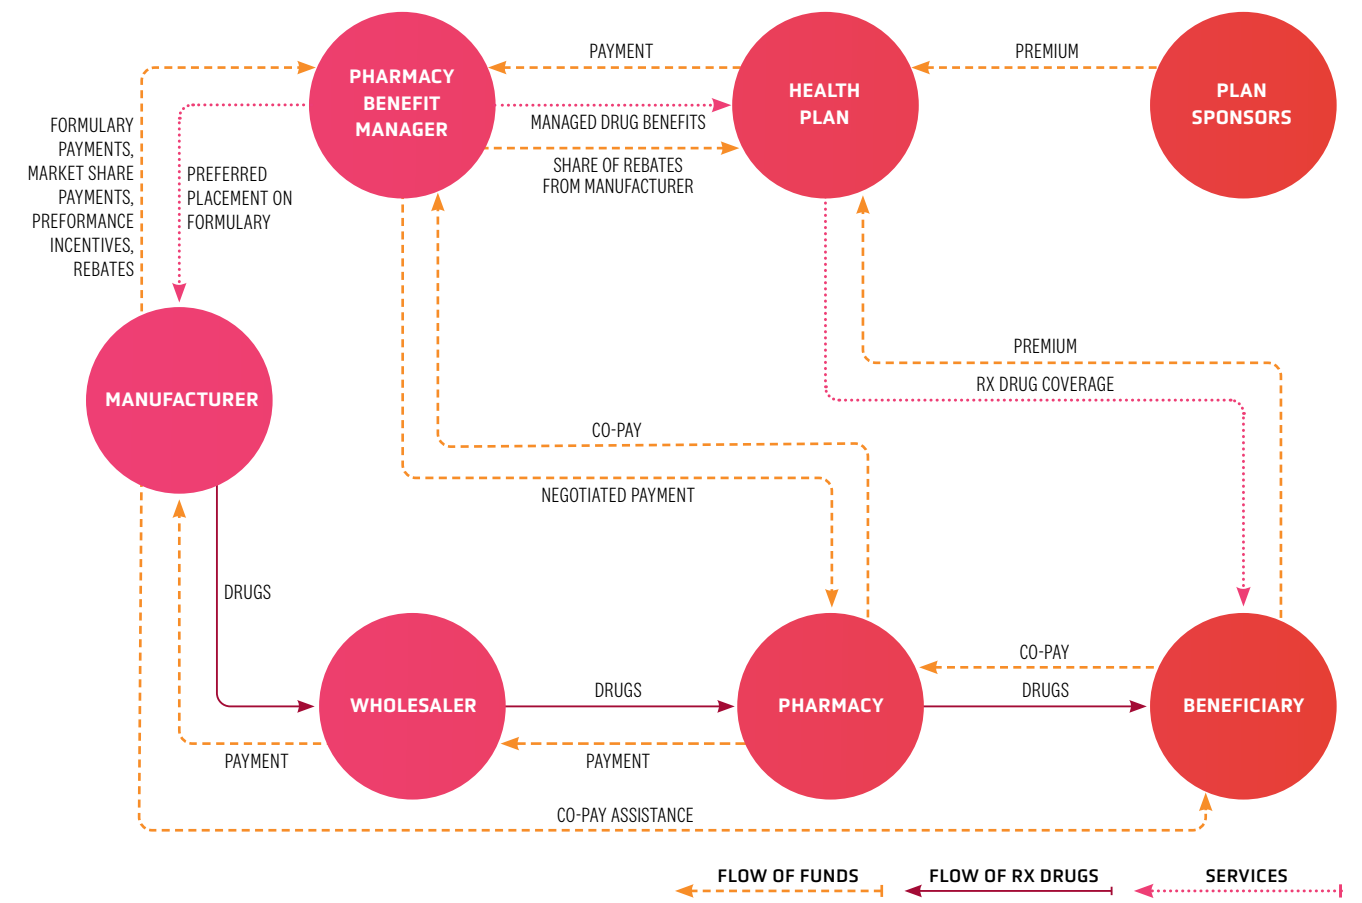 PHARMACY
BENEFIT
MANAGER
PAYMENT
MANAGED DRUG BENEFITS
SHARE OF REBATES
FROM MANUFACTURER
HEALTH
PLAN
PREMIUM
PLAN
SPONSORS
FORMULARY
PAYMENTS,
MARKET SHARE
PAYMENTS,
PREFORMANCE
INCENTIVES,
REBATES
PREFERRED
PLACEMENT ON
FORMULARY
MANUFACTURER
PREMIUM
RX DRUG COVERAGE
CO-PAY
NEGOTIATED PAYMENT
DRUGS
WHOLESALER
DRUGS
PHARMACY
CO-PAY
DRUGS
BENEFICIARY
PAYMENT
PAYMENT
CO-PAY ASSISTANCE
FLOW OF FUNDS
FLOW OF RX DRUGS
SERVICES